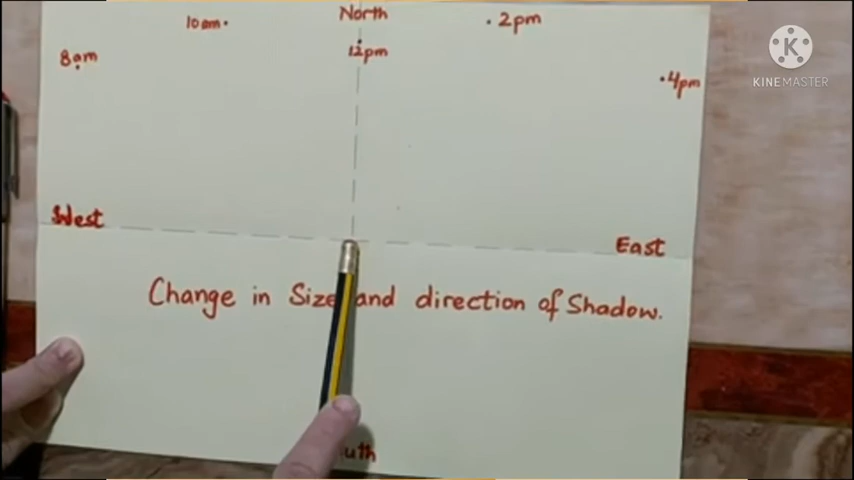 North
10am
2pm
12pm
8am
4pm
KINEMASTER
West
East
Change in Size and direction of Shadow.
uth